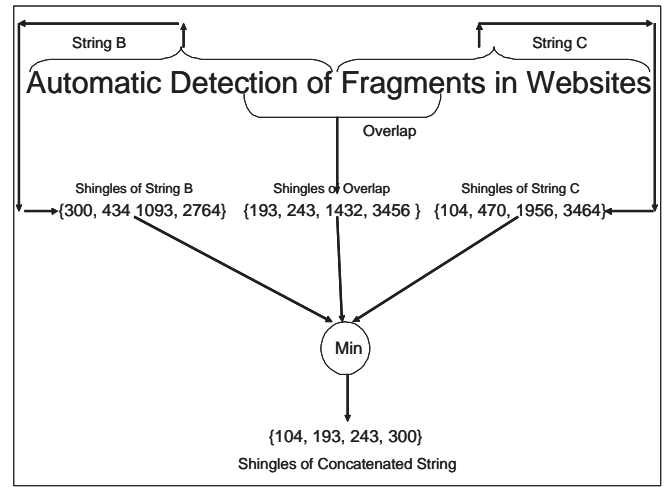 String B String C
Automatic Detection of Fragments in Websites
Overlap
Shingles of String B Shingles of Overlap Shingles of String C
{300, 434 1093, 2764} {193, 243, 1432, 3456 } {104, 470, 1956, 3464}
Min
{104, 193, 243, 300}
Shingles of Concatenated String